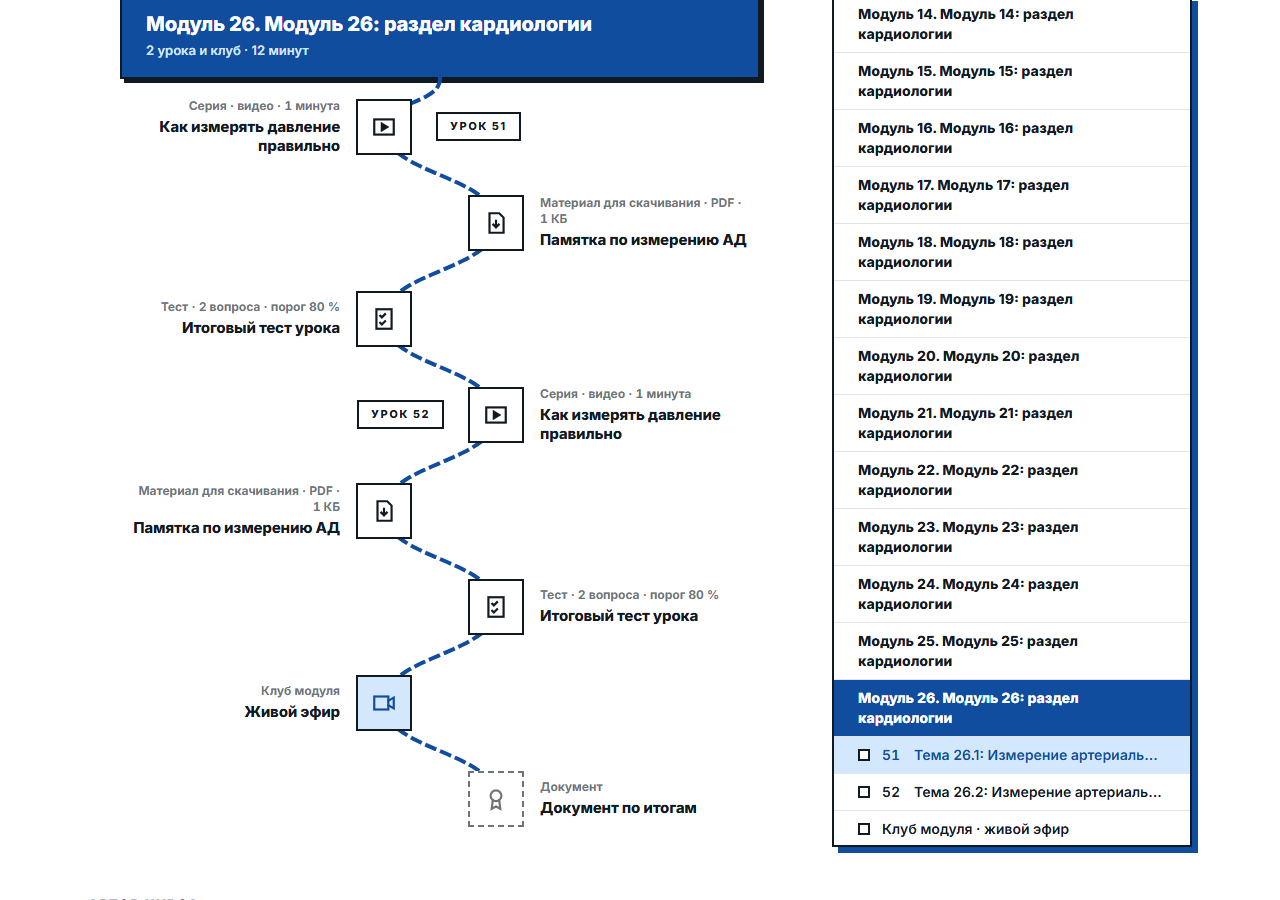 Модуль 26. Модуль 26: раздел кардиологии
2 урока и клуб · 12 минут
Серия · видео · 1 минута
Как измерять давление
правильно
УРОК 51
Материал для скачивания · PDF ·
1 КБ
Памятка по измерению АД
Тест · 2 вопроса · порог 80 %
Итоговый тест урока
УРОК 52
Серия · видео · 1 минута
Как измерять давление
правильно
Материал для скачивания · PDF ·
1 КБ
Памятка по измерению АД
Тест · 2 вопроса · порог 80 %
Итоговый тест урока
Клуб модуля
Живой эфир
Документ
Документ по итогам
Модуль 14. Модуль 14: раздел
кардиологии
Модуль 15. Модуль 15: раздел
кардиологии
Модуль 16. Модуль 16: раздел
кардиологии
Модуль 17. Модуль 17: раздел
кардиологии
Модуль 18. Модуль 18: раздел
кардиологии
Модуль 19. Модуль 19: раздел
кардиологии
Модуль 20. Модуль 20: раздел
кардиологии
Модуль 21. Модуль 21: раздел
кардиологии
Модуль 22. Модуль 22: раздел
кардиологии
Модуль 23. Модуль 23: раздел
кардиологии
Модуль 24. Модуль 24: раздел
кардиологии
Модуль 25. Модуль 25: раздел
кардиологии
Модуль 26. Модуль 26: раздел
кардиологии
51 Тема 26.1: Измерение артериаль...
52 Тема 26.2: Измерение артериаль...
Клуб модуля · живой эфир